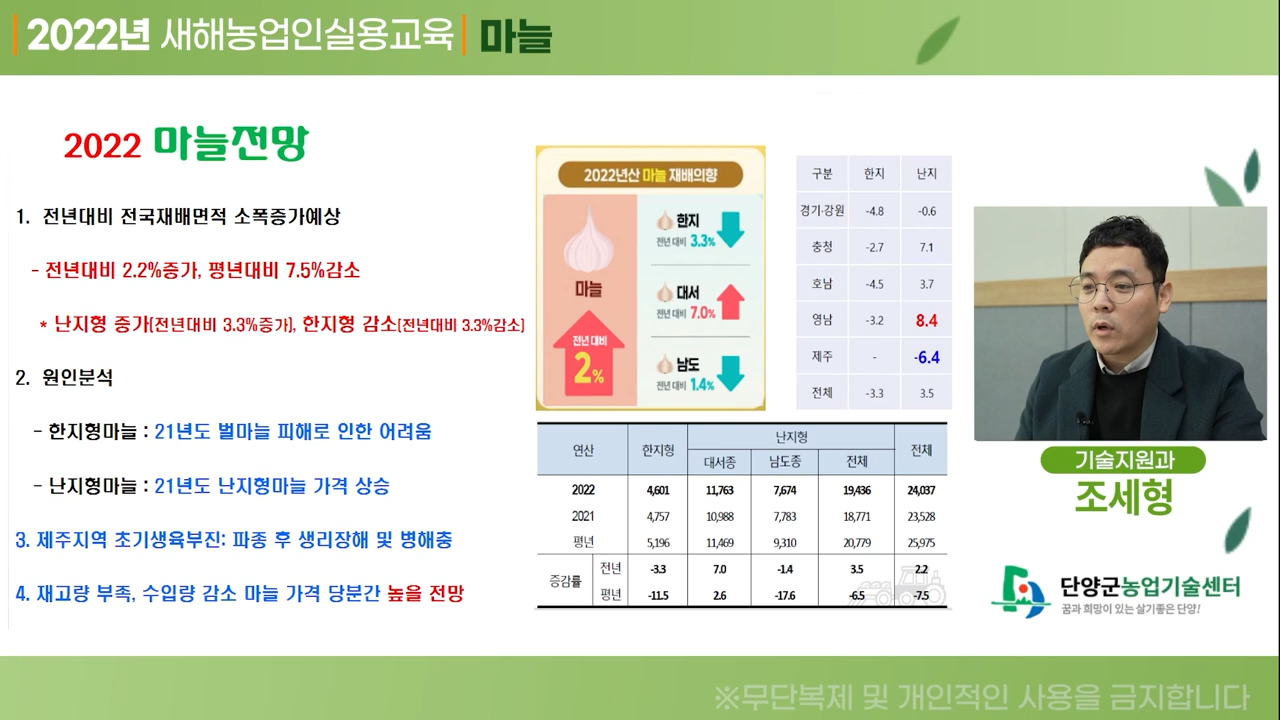 2022년 새해농업인실용교육 마늘
2022 마늘전망
1. 전년대비 전국재배면적 소폭증가예상
- 전년대비 2.2%증가, 평년대비 7.5%감소
* 난지형 증가(전년대비 3.3%증가), 한지형 감소(전년대비 3.3%감소)
2. 원인분석
- 한지형마늘 : 21년도 벌마늘 피해로 인한 어려움
- 난지형마늘 : 21년도 난지형마늘 가격 상승
3. 제주지역 초기생육부진: 파종 후 생리장해 및 병해충
4. 재고량 부족, 수입량 감소 마늘 가격 당분간 높을 전망
2022년산 마늘 재배의향
마늘
전년 대비
2%
한지
전년 대비 3.3%
대서
전년 대비 7.0%
남도
전년 대비 1.4%
구분 한지 난지
경기·강원 -4.8 -0.6
충청 -2.7 7.1
호남 -4.5 3.7
영남 -3.2 8.4
제주 - -6.4
전체 -3.3 3.5
연산 한지형 난지형 전체
대서종 남도종 전체
2022 4,601 11,763 7,674 19,436 24,037
2021 4,757 10,988 7,783 18,771 23,528
평년 5,196 11,469 9,310 20,779 25,975
증감률 전년 -3.3 7.0 -1.4 3.5 2.2
평년 -11.5 2.6 -17.6 -6.5 -7.5
기술지원과
조세형
단양군농업기술센터
꿈과 희망이 있는 살기좋은 단양!
※무단복제 및 개인적인 사용을 금지합니다